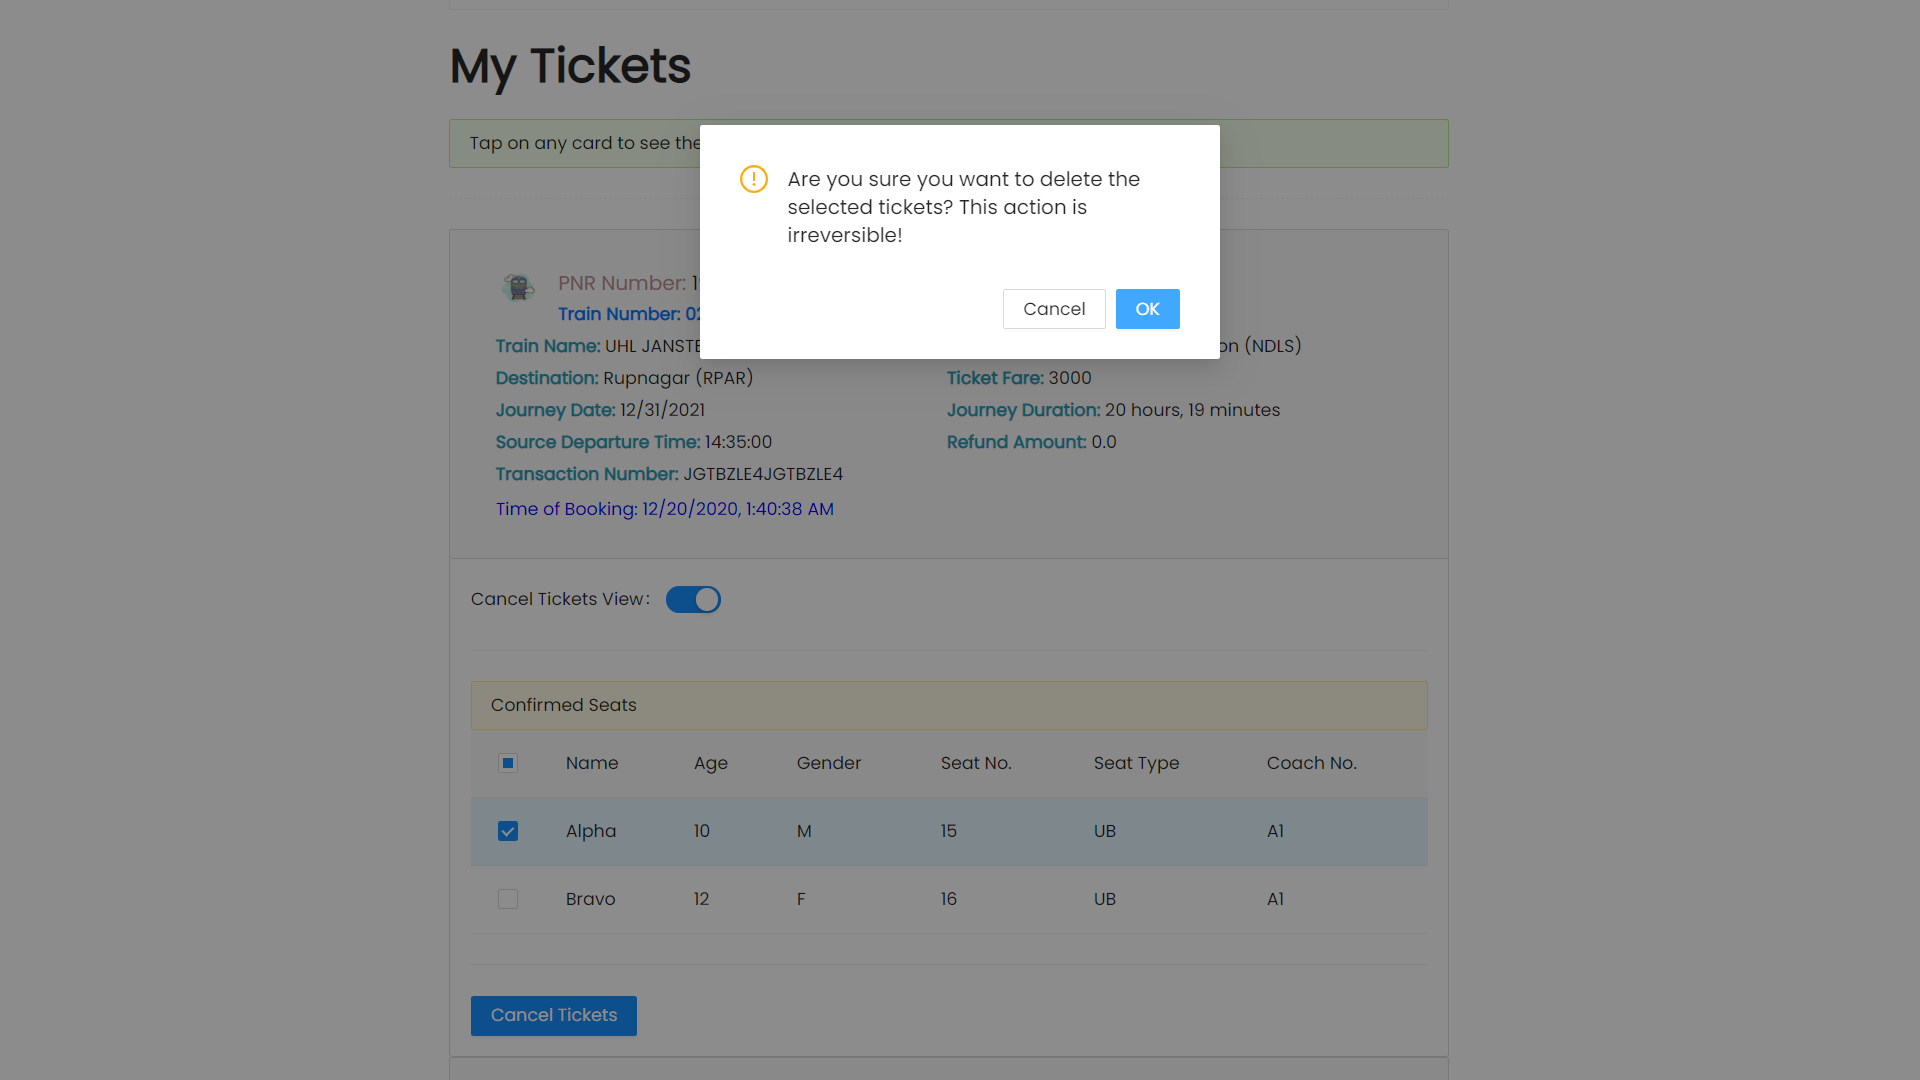 My Tickets
Tap on any card to see the
Are you sure you want to delete the
selected tickets? This action is
irreversible!
Cancel OK
PNR Number:
Train Number:
Train Name: UHL (NDLS)
Destination: Rupnagar (RPAR) Ticket Fare: 3000
Journey Date: 12/31/2021 Journey Duration: 20 hours, 19 minutes
Source Departure Time: 14:35:00 Refund Amount: 0.0
Transaction Number: JGTBZLE4JGTBZLE4
Time of Booking: 12/20/2020, 1:40:38 AM
Cancel Tickets View:
Confirmed Seats
Name Age Gender Seat No. Seat Type Coach No.
Alpha 10 M 15 UB A1
Bravo 12 F 16 UB A1
Cancel Tickets